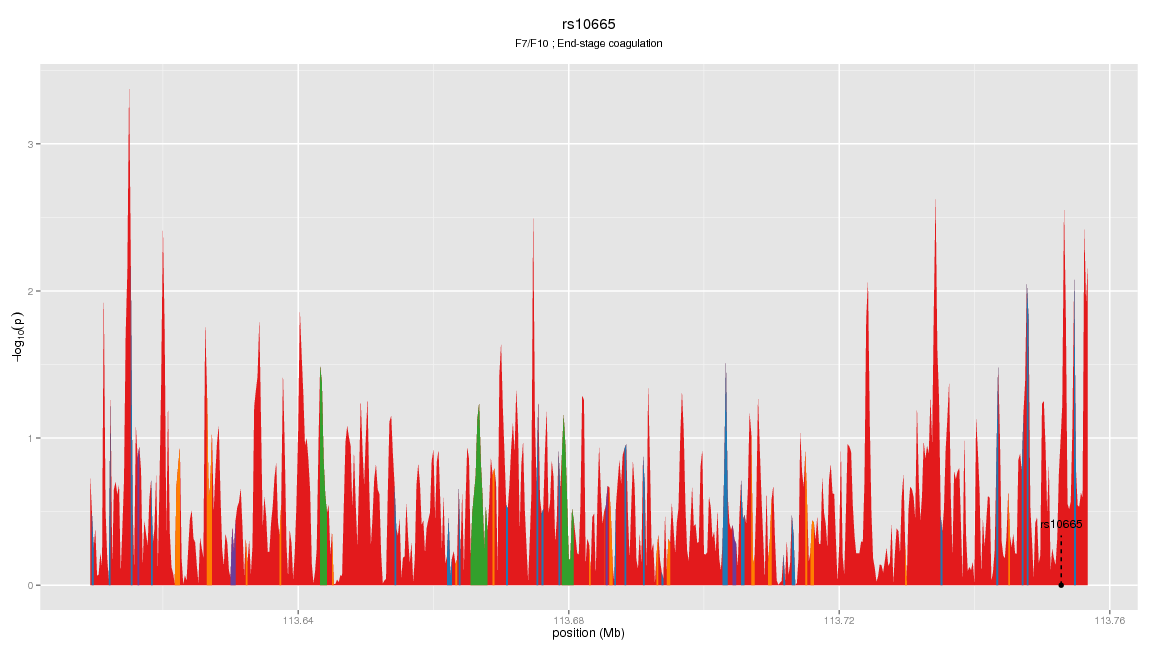 rs10665
F7/F10 ; End-stage coagulation
−log10(p)
3
2
1
0
rs10665
113.64
113.68
113.72
113.76
position (Mb)